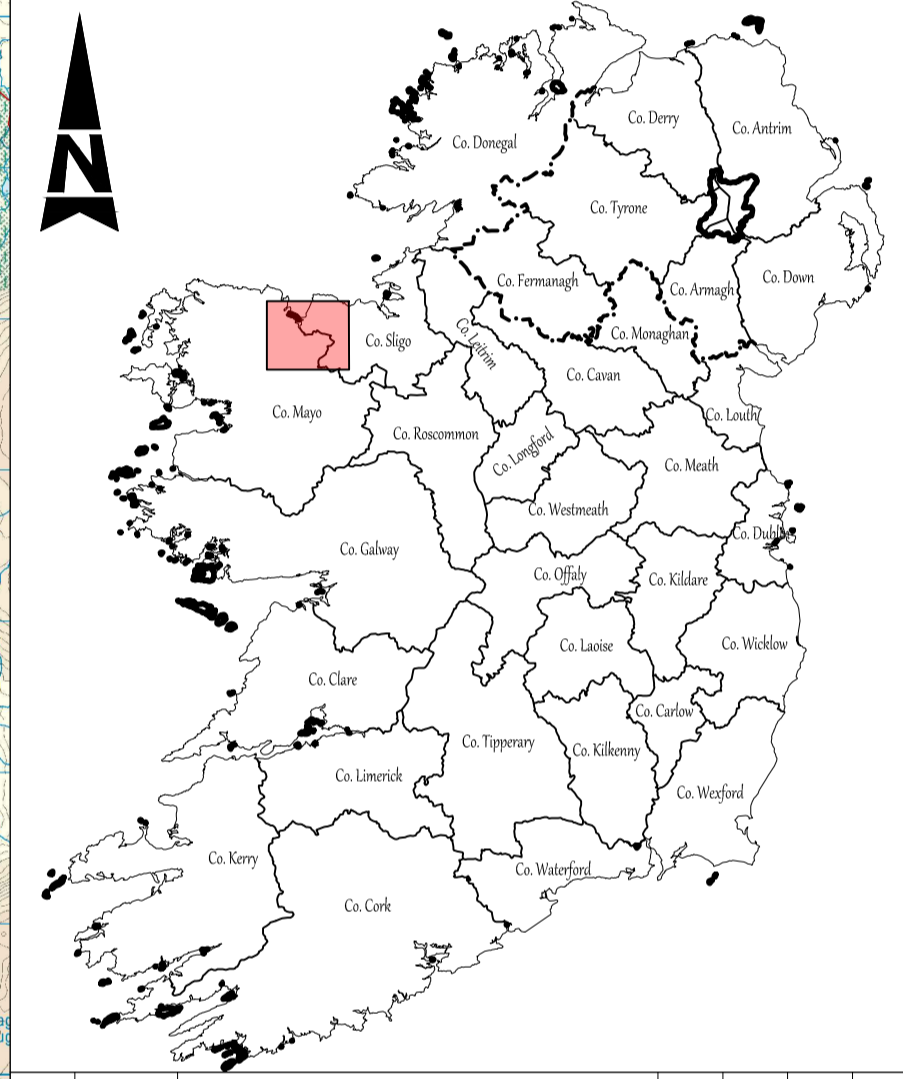 Co. Derry
Co. Antrim
Co. Donegal
N
Co. Tyrone
Co. Fermanagh
Co. Armagh
Co. Down
Co. Monaghan
Co. Sligo
Co. Leitrim
Co. Cavan
Co. Mayo
Co. Louth
Co. Roscommon
Co. Longford
Co. Meath
Co. Westmeath
Co. Dublin
Co. Galway
Co. Offaly
Co. Kildare
Co. Laoise
Co. Wicklow
Co. Clare
Co. Carlow
Co. Tipperary
Co. Kilkenny
Co. Limerick
Co. Wexford
Co. Kerry
Co. Waterford
Co. Cork